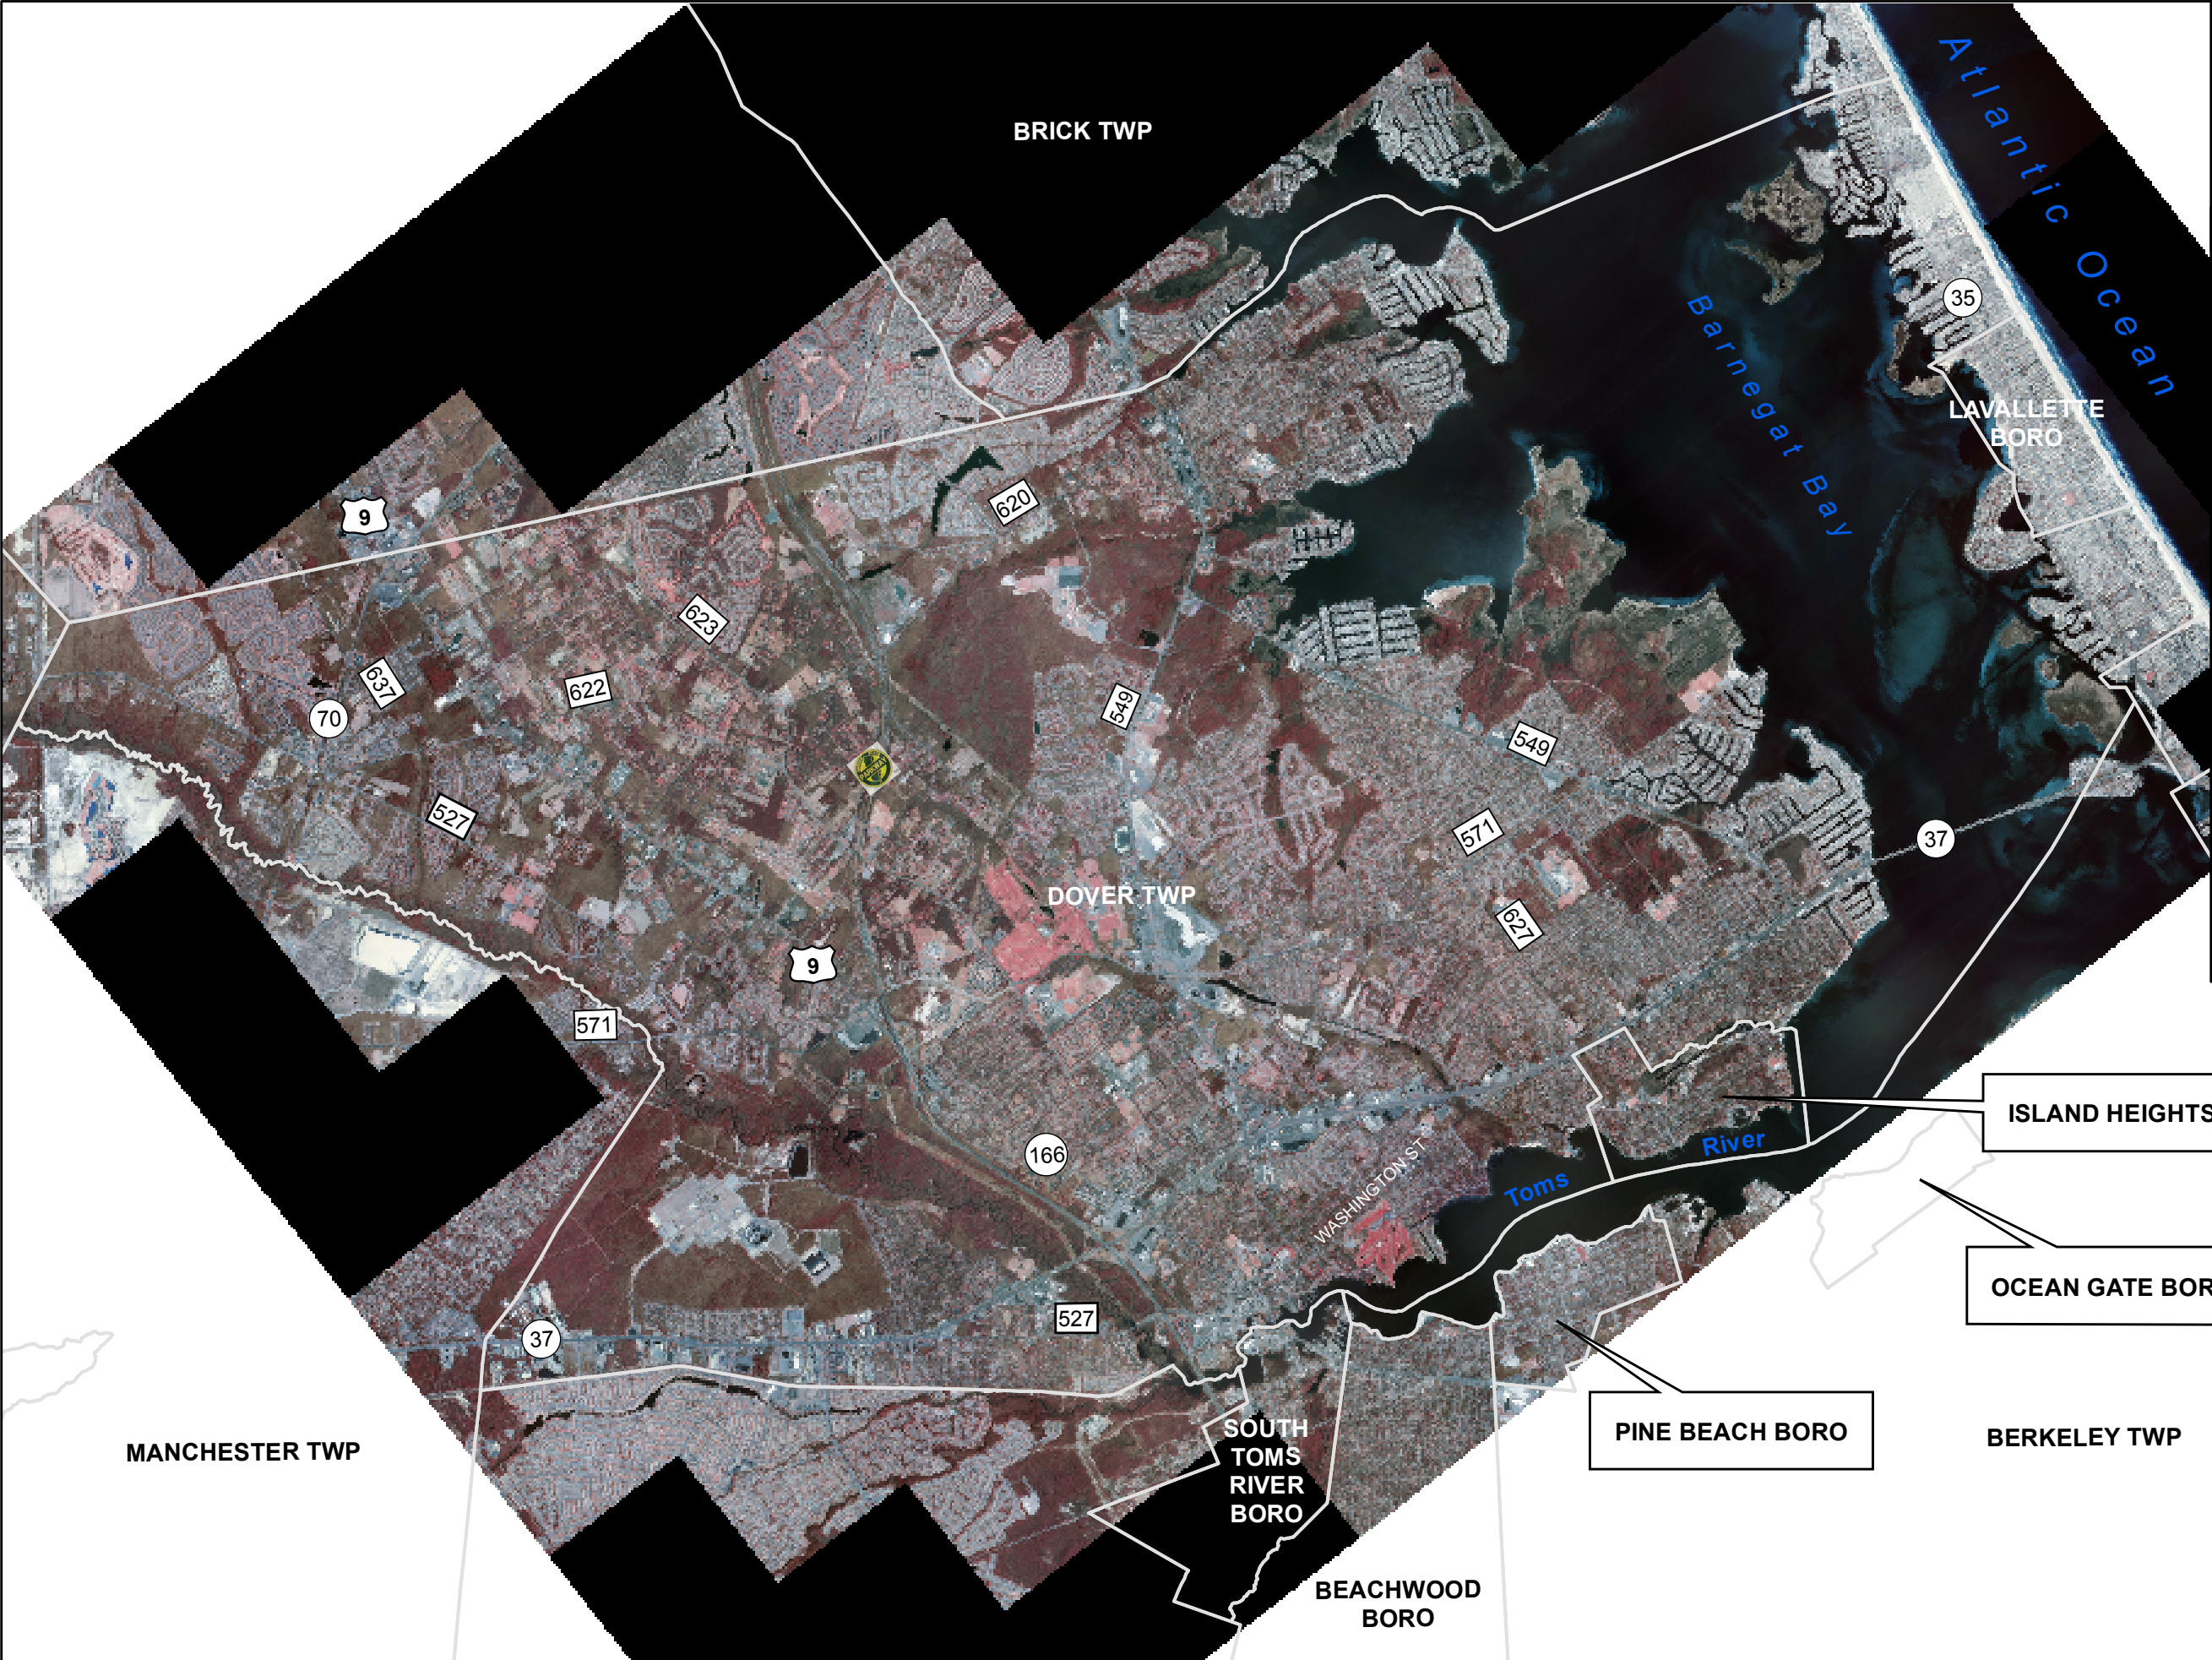 Atlantic Ocean
BRICK TWP
35
Barnegat Bay
LAVALLETTE
BORO
620
9
623
637
622
70
549
549
PARKWAY
527
571
37
DOVER TWP
627
9
571
ISLAND HEIGHTS
166
River
WASHINGTON ST
Toms
OCEAN GATE BOR
527
37
PINE BEACH BORO
SOUTH
TOMS
RIVER
BORO
MANCHESTER TWP
BERKELEY TWP
BEACHWOOD
BORO